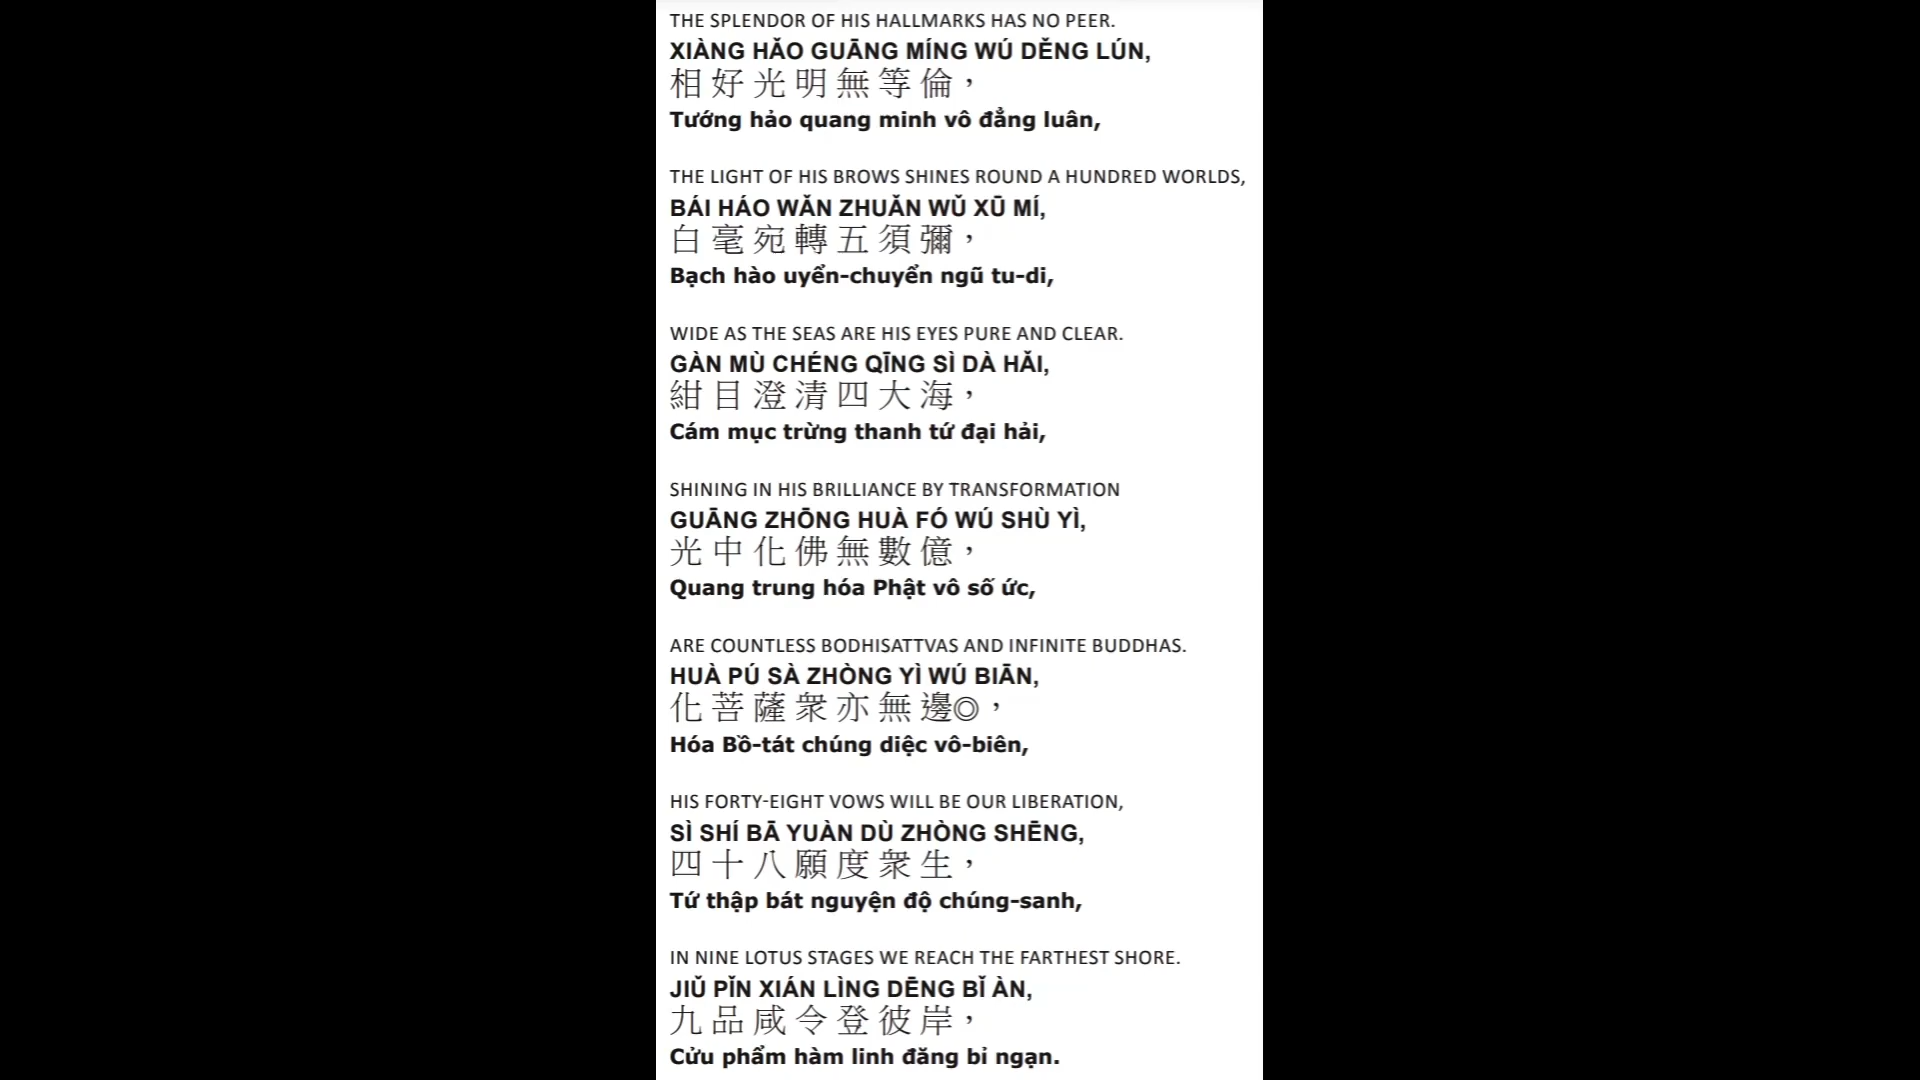 THE SPLENDOR OF HIS HALLMARKS HAS NO PEER.
XIÀNG HǍO GUĀNG MÍNG WÚ DĚNG LÚN,
相好光明無等倫，
Tướng hảo quang minh vô đẳng luân,
THE LIGHT OF HIS BROWS SHINES ROUND A HUNDRED WORLDS,
BÁI HÁO WǍN ZHUǍN WǓ XŪ MÍ,
白毫宛轉五須彌，
Bạch hào uyển-chuyển ngũ tu-di,
WIDE AS THE SEAS ARE HIS EYES PURE AND CLEAR.
GÀN MÙ CHÉNG QĪNG SÌ DÀ HǍI,
紺目澄清四大海，
Cám mục trừng thanh tứ đại hải,
SHINING IN HIS BRILLIANCE BY TRANSFORMATION
GUĀNG ZHŌNG HUÀ FÓ WÚ SHÙ YÌ,
光中化佛無數億，
Quang trung hóa Phật vô số ức,
ARE COUNTLESS BODHISATTVAS AND INFINITE BUDDHAS.
HUÀ PÚ SÀ ZHÒNG YÌ WÚ BIĀN,
化菩薩衆亦無邊◎，
Hóa Bồ-tát chúng diệc vô-biên,
HIS FORTY-EIGHT VOWS WILL BE OUR LIBERATION,
SÌ SHÍ BĀ YUÀN DÙ ZHÒNG SHĒNG,
四十八願度衆生，
Tứ thập bát nguyện độ chúng-sanh,
IN NINE LOTUS STAGES WE REACH THE FARTHEST SHORE.
JIǓ PǏN XIÁN LÌNG DĒNG BǏ ÀN,
九品咸令登彼岸，
Cửu phẩm hàm linh đăng bỉ ngạn.